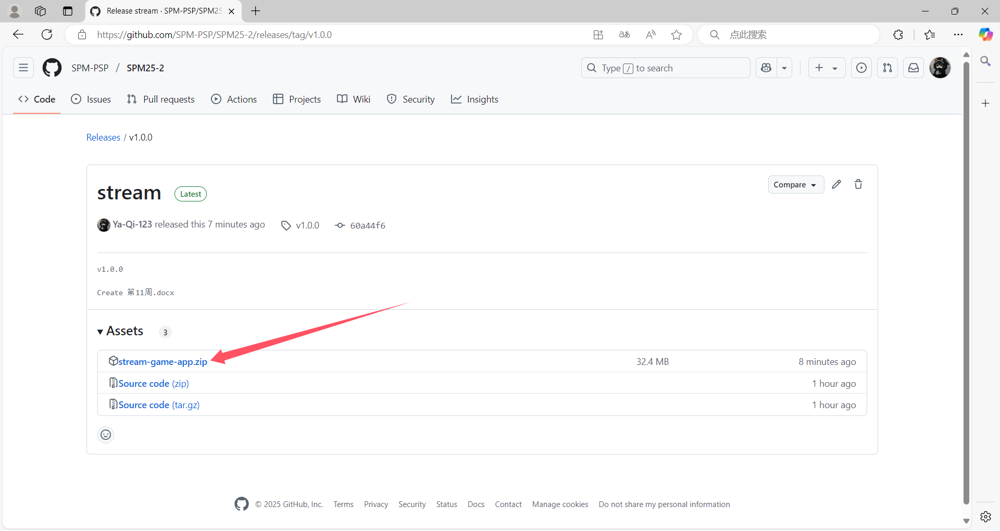 Release stream · SPM-PSP/SPM25
https://github.com/SPM-PSP/SPM25-2/releases/tag/v1.0.0
点此搜索
SPM-PSP / SPM25-2
Type / to search
Code Issues Pull requests Actions Projects Wiki Security Insights
Releases / v1.0.0
stream Latest
Compare
Ya-Qi-123 released this 7 minutes ago v1.0.0 60a44f6
v1.0.0
Create 第11周.docx
Assets 3
stream-game-app.zip 32.4 MB 8 minutes ago
Source code (zip) 1 hour ago
Source code (tar.gz) 1 hour ago
© 2025 GitHub, Inc. Terms Privacy Security Status Docs Contact Manage cookies Do not share my personal information